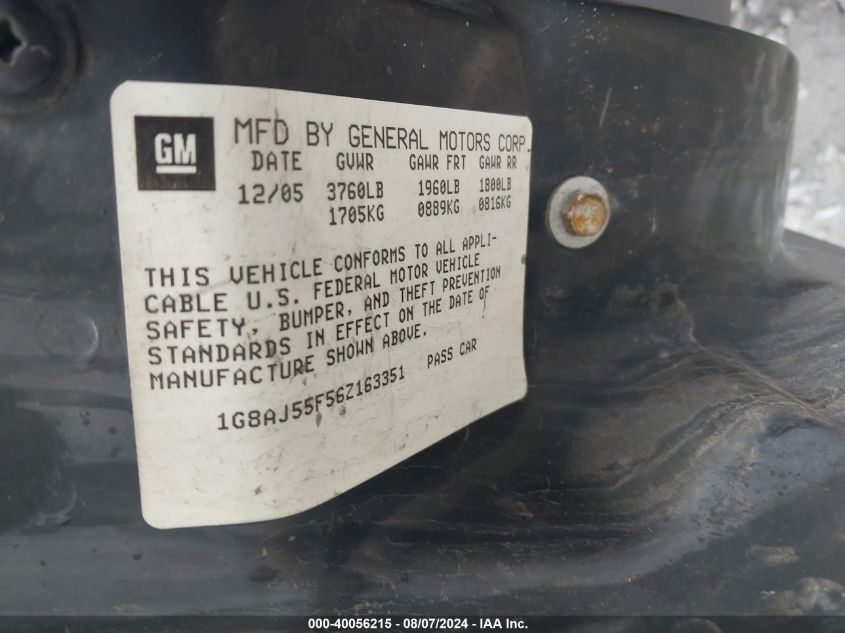 GM
MFD BY GENERAL MOTORS CORP.
DATE GVWR GAWR FRT GAWR RR
12/05 3760LB 1960LB 1800LB
1705KG 0889KG 0816KG
THIS VEHICLE CONFORMS TO ALL APPLI-
CABLE U.S. FEDERAL MOTOR VEHICLE
SAFETY, BUMPER, AND THEFT PREVENTION
STANDARDS IN EFFECT ON THE DATE OF
MANUFACTURE SHOWN ABOVE.
1G8AJ55F56Z163351 PASS CAR
000-40056215 - 08/07/2024 - IAA Inc.